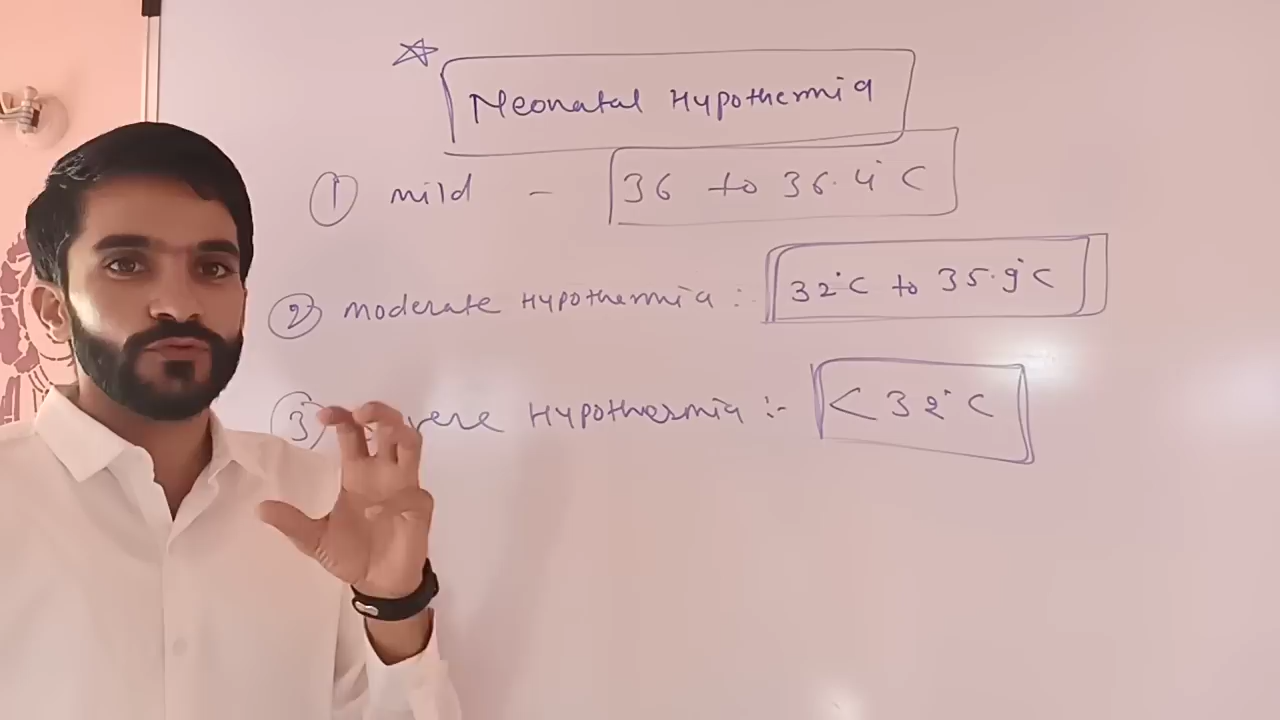 Neonatal Hypothermia
① mild - 36 to 36.4°C
② moderate Hypothermia : 32°C to 35.9°C
③ Hypothermia :- < 32°C